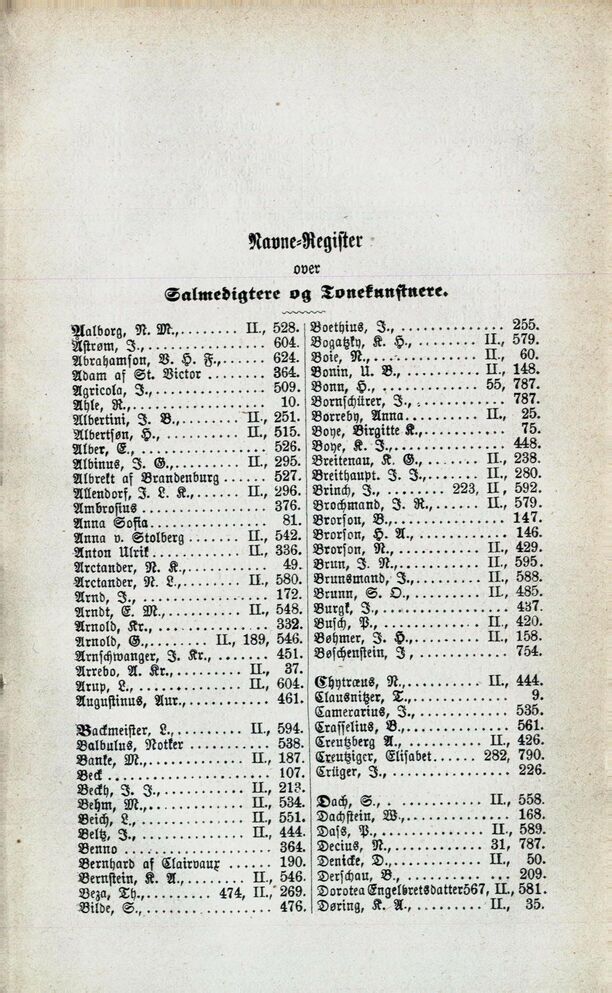 Navne-Register
over
Salmedigtere og Tonekunstnere.
Aalborg, N. M.,........ II., 528.
Åstrøm, J.,................ 604.
Abrahamson, V. H. F.,....... 624.
Adam af St. Victor ......... 364.
Agricola, J.,............... 509.
Ahle, R.,................... 10.
Albertini, J. B.,....... II., 251.
Albertsøn, H.,.......... II., 515.
Alber, E.,.................. 526.
Albinus, J. G.,......... II., 295.
Albrekt af Brandenburg ...... 527.
Allendorf, J. L. K.,..... II., 296.
Ambrosius .................. 376.
Anna Sofia.................. 81.
Anna v. Stolberg ........ II., 542.
Anton Ulrik.............. II., 336.
Arctander, N. K............. 49.
Arctander, N. L.,........ II., 580.
Arnd, J.,................... 172.
Arndt, E. M.,............ II., 548.
Arnold, Kr.,................ 332.
Arnold, G.,....... II., 189, 546.
Arnschwanger, J. Kr.,....... 451.
Arrebo, A. Kr.,.......... II., 37.
Arup, L.,................ II., 604.
Augustinus, Aur.,........... 461.
Backmeister, L.,......... II., 594.
Balbulus, Notker ........... 538.
Banke, M.,............... II., 187.
Beck ....................... 107.
Becky, J. J.,............ II., 213.
Behm, M.,................ II., 534.
Beich, L.,............... II., 551.
Beltz, J.,............... II., 444.
Benno ...................... 364.
Bernhard af Clairvaux ...... 190.
Bernstein, K. A.,........ II., 546.
Beza, Th.,......... 474, II., 269.
Bilde, S.,.................. 476.
Boethius, J.,............... 255.
Bogatzky, K. H.,......... II., 579.
Boie, N.,................ II., 60.
Bonin, U. B.,............ II., 148.
Bonn, H.,............... 55, 787.
Bornschürer, J.,............ 787.
Borreby, Anna............ II., 25.
Boye, Birgitte K.,.......... 75.
Boye, K. J.,................ 448.
Breitenau, K. G.,........ II., 238.
Breithaupt. J. J.,....... II., 280.
Brinch, J.,........ 223, II, 592.
Brochmand, J. R.,........ II., 579.
Brorson, B.,................ 147.
Brorson, H. A.,............. 146.
Brorson, N.,............. II., 429.
Brun, J. N.,............. II., 595.
Brunsmand, J.,........... II., 588.
Brunn, S. O.,............ II., 485.
Burgk, J.,.................. 437.
Busch, P.,............... II., 420.
Bøhmer, J. H.,........... II., 158.
Bøschenstein, J, ........... 754.
Chytræus, N.,............ II., 444.
Clausnitzer, T.,............ 9.
Camerarius, J.,............. 535.
Crasselius, B.,............. 561.
Creutzberg A.,........... II., 426.
Creutziger, Elisabet...... 282, 790.
Crüger, J.,................. 226.
Dach, S., ............... II., 558.
Dachstein, W.,.............. 168.
Dass, P.,................ II., 589.
Decius, N.,............. 31, 787.
Denicke, D.,............. II., 50.
Derschau, B., .............. 209.
Dorotea Engelbretsdatter 567, II., 581.
Døring, K. A.,........... II., 35.